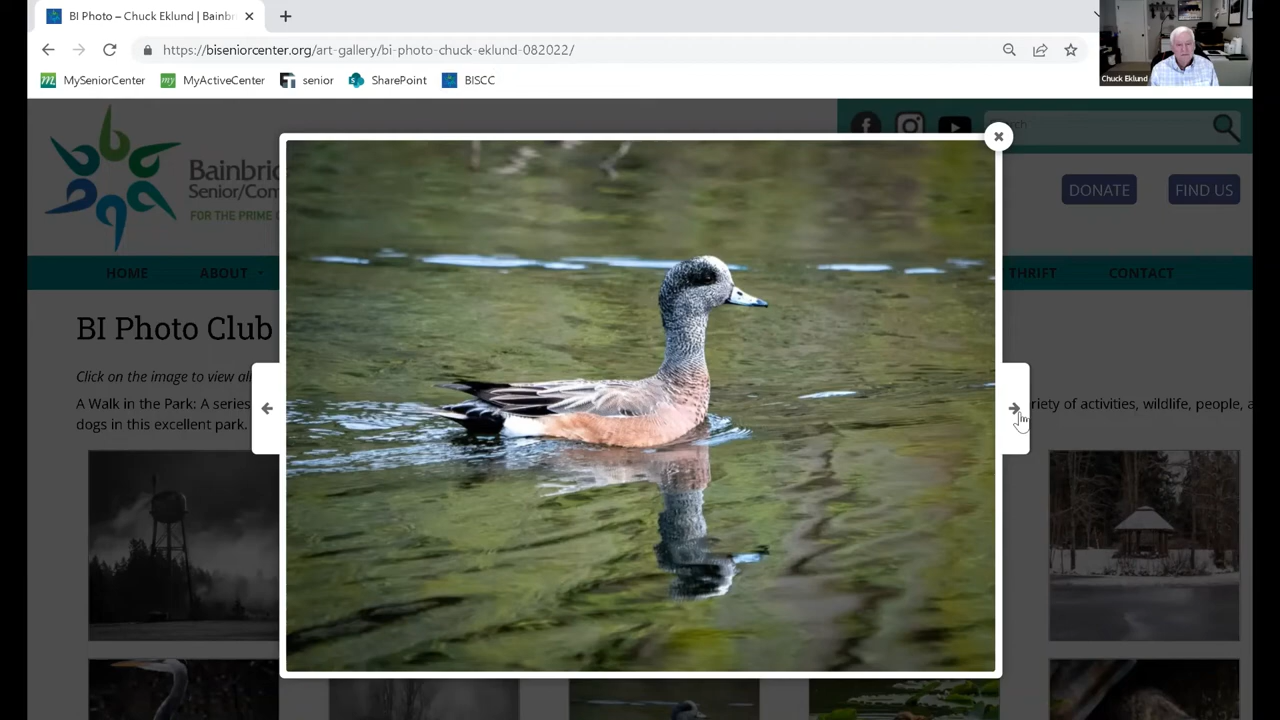 BI Photo – Chuck Eklund | Bainb
https://biseniorcenter.org/art-gallery/bi-photo-chuck-eklund-082022/
Chuck Eklund
MySeniorCenter
MyActiveCenter
senior
SharePoint
BISCC
Bainbri
Senior/Com
FOR THE PRIME
DONATE
FIND US
HOME
ABOUT
THRIFT
CONTACT
BI Photo Club
Click on the image to view al
A Walk in the Park: A series
riety of activities, wildlife, people, a
dogs in this excellent park.